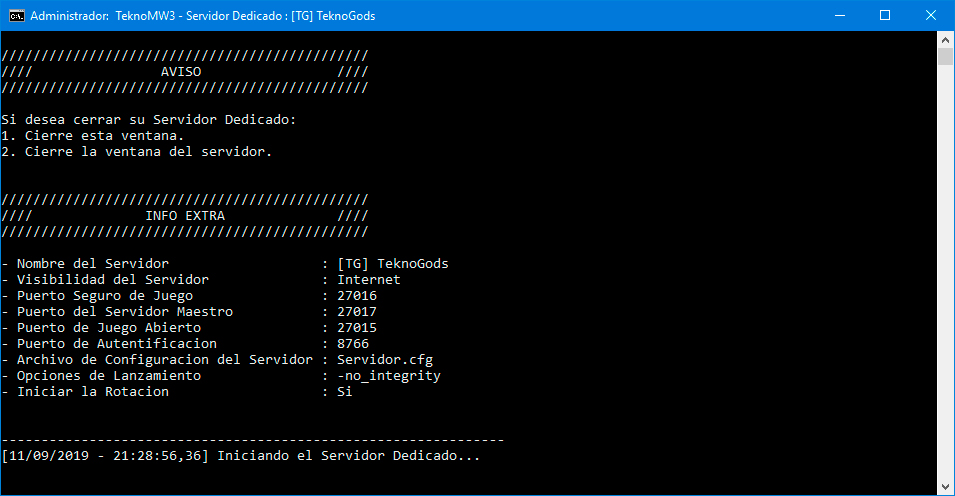 Administrador: TeknoMW3 - Servidor Dedicado : [TG] TeknoGods
//////////////////////////////////////////////
////                AVISO                 ////
//////////////////////////////////////////////
Si desea cerrar su Servidor Dedicado:
1. Cierre esta ventana.
2. Cierre la ventana del servidor.
//////////////////////////////////////////////
////              INFO EXTRA              ////
//////////////////////////////////////////////
- Nombre del Servidor                   : [TG] TeknoGods
- Visibilidad del Servidor              : Internet
- Puerto Seguro de Juego                : 27016
- Puerto del Servidor Maestro           : 27017
- Puerto de Juego Abierto               : 27015
- Puerto de Autentificacion             : 8766
- Archivo de Configuracion del Servidor : Servidor.cfg
- Opciones de Lanzamiento               : -no_integrity
- Iniciar la Rotacion                   : Si
---------------------------------------------------------------
[11/09/2019 - 21:28:56,36] Iniciando el Servidor Dedicado...